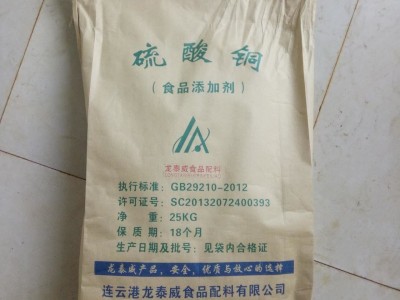 硫酸铜
(食品添加剂)
龙泰威食品配料
执行标准：GB29210-2012
许可证号：SC20132072400393
净 重：25KG
保 质 期：18个月
生产日期及批号：见袋内合格证
龙泰威产品，安全，优质与放心的选择
连云港龙泰威食品配料有限公司